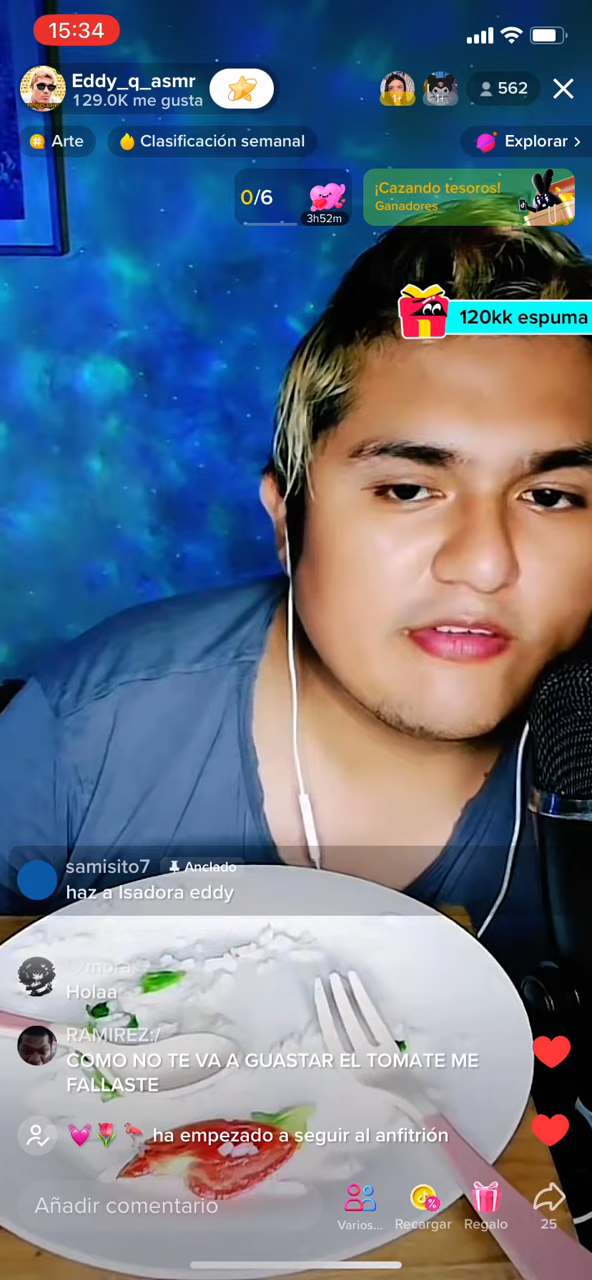 15:34
Eddy_q_asmr
129.0K me gusta
562
Arte
Clasificación semanal
Explorar >
0/6
3h52m
¡Cazando tesoros!
Ganadores
120kk espuma
samisito7
Anclado
haz a Isadora eddy
Holaa
RAMIREZ:/
COMO NO TE VA A GUASTAR EL TOMATE ME
FALLASTE
💓🌷🦩 ha empezado a seguir al anfitrión
Añadir comentario
Varios...
Recargar
Regalo
25